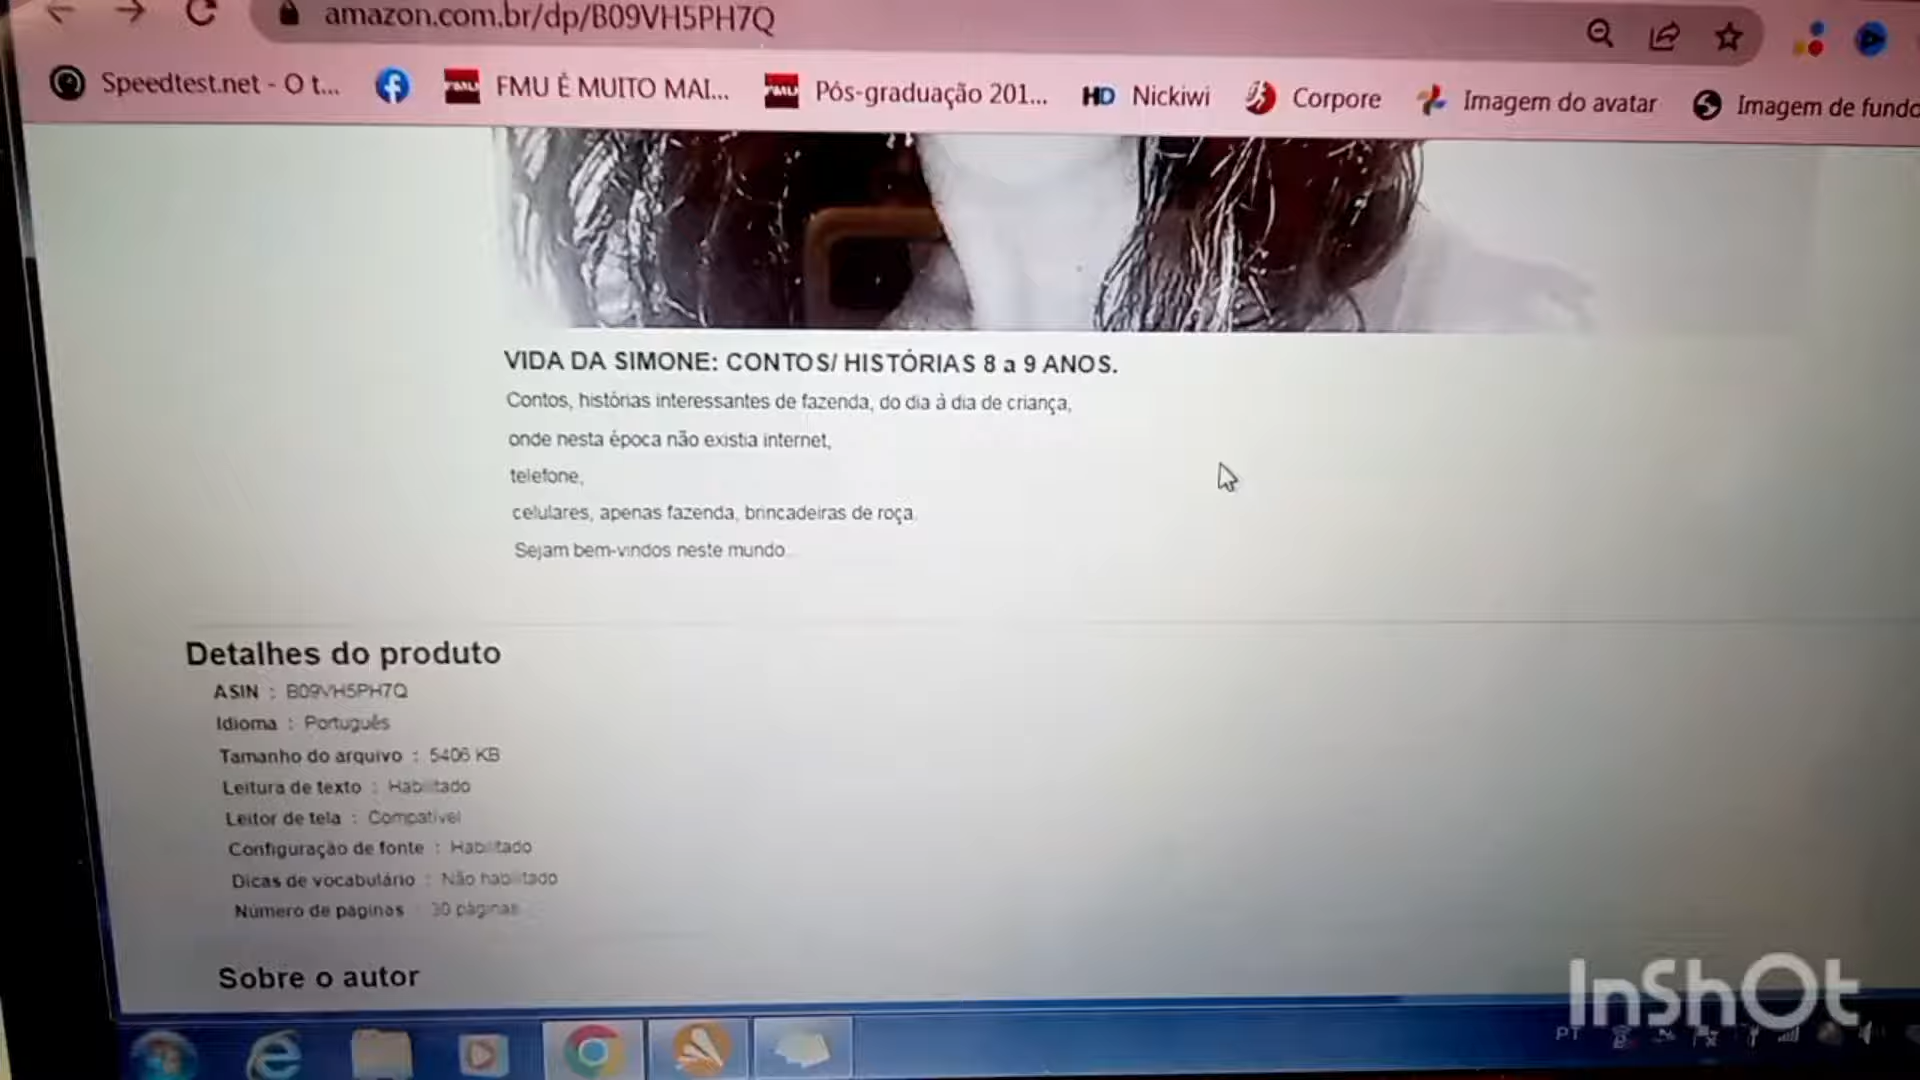 amazon.com.br/dp/B09VH5PH7Q
Speedtest.net - O t... FMU É MUITO MAI... Pós-graduação 201... HD Nickiwi Corpore Imagem do avatar Imagem de fundo
VIDA DA SIMONE: CONTOS/ HISTÓRIAS 8 a 9 ANOS.
Contos, histórias interessantes de fazenda, do dia à dia de criança,
onde nesta época não existia internet,
telefone,
celulares, apenas fazenda, brincadeiras de roça.
Sejam bem-vindos neste mundo.
Detalhes do produto
ASIN : B09VH5PH7Q
Idioma : Português
Tamanho do arquivo : 5406 KB
Leitura de texto : Habilitado
Leitor de tela : Compatível
Configuração de fonte : Habilitado
Dicas de vocabulário : Não habilitado
Número de páginas : 30 páginas
Sobre o autor
InShOt
PT